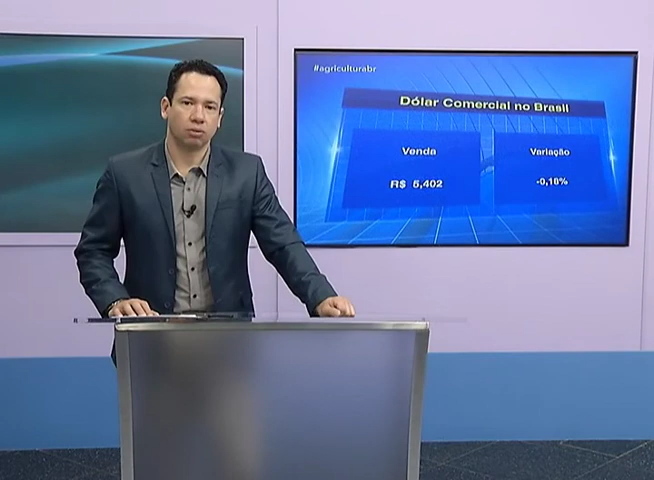 #agriculturabr
Dólar Comercial no Brasil
Venda
Variação
R$ 5,402
-0,18%